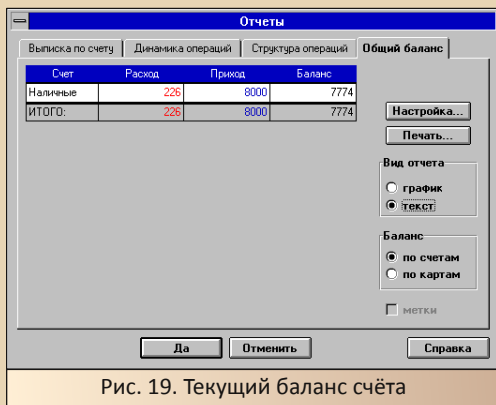 Отчеты
Выписка по счету Динамика операций Структура операций Общий баланс
Счет Расход Приход Баланс
Наличные 226 8000 7774
ИТОГО: 226 8000 7774
Настройка...
Печать...
Вид отчета
график
текст
Баланс
по счетам
по картам
метки
Да Отменить Справка
Рис. 19. Текущий баланс счёта